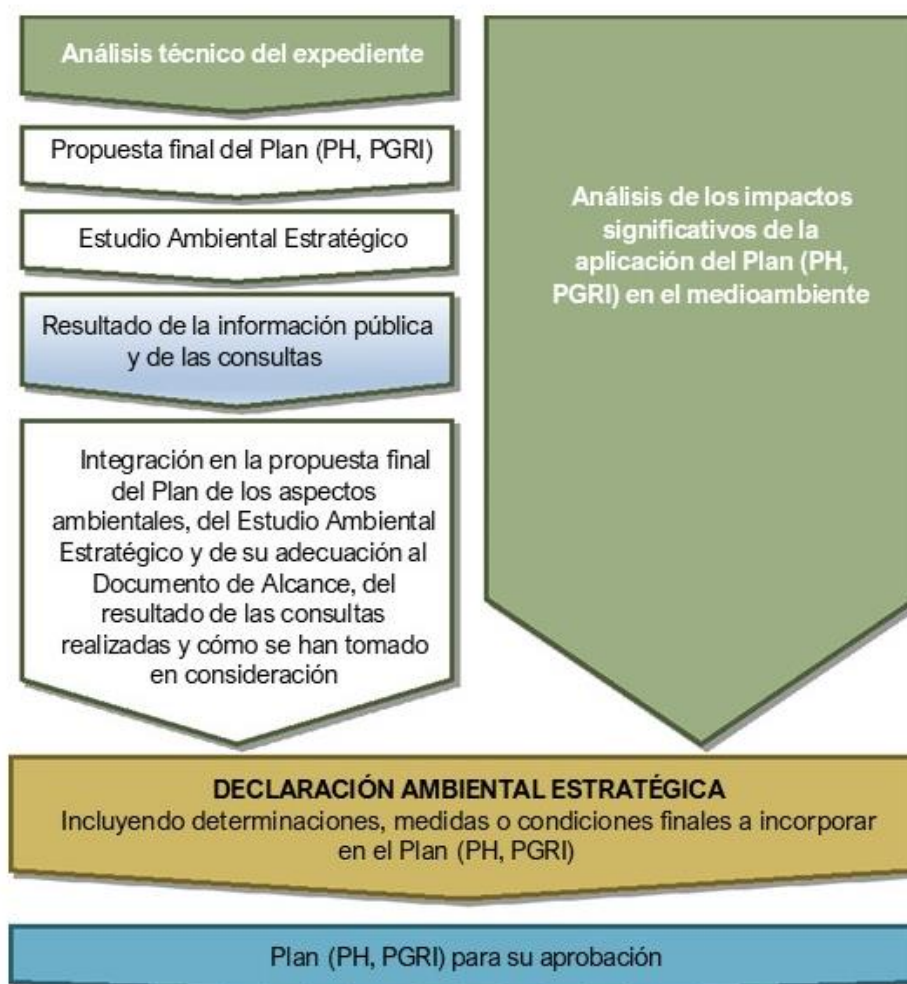 Análisis técnico del expediente
Propuesta final del Plan (PH, PGRI)
Estudio Ambiental Estratégico
Resultado de la información pública
y de las consultas
Integración en la propuesta final
del Plan de los aspectos
ambientales, del Estudio Ambiental
Estratégico y de su adecuación al
Documento de Alcance, del
resultado de las consultas
realizadas y cómo se han tomado
en consideración
Análisis de los impactos
significativos de la
aplicación del Plan (PH,
PGRI) en el medioambiente
DECLARACIÓN AMBIENTAL ESTRATÉGICA
Incluyendo determinaciones, medidas o condiciones finales a incorporar
en el Plan (PH, PGRI)
Plan (PH, PGRI) para su aprobación